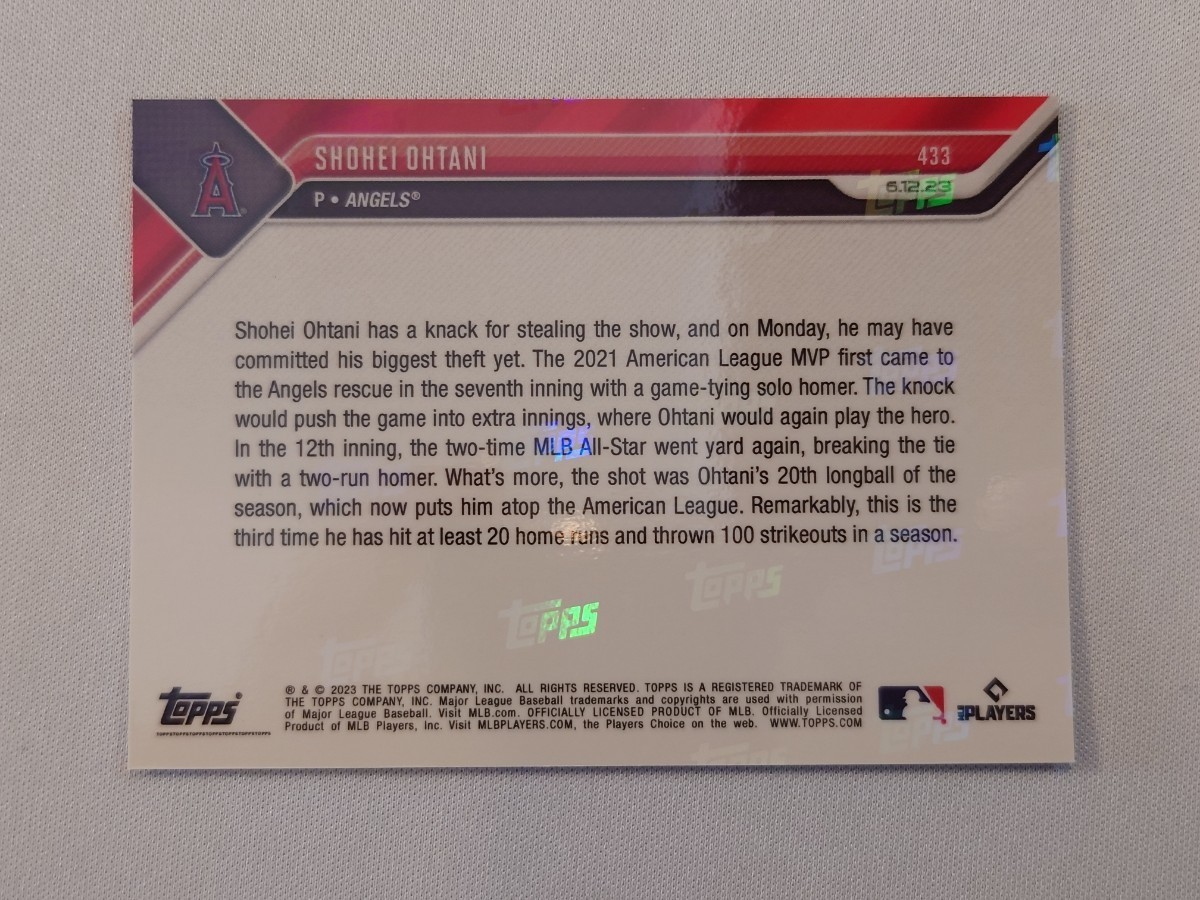 SHOHEI OHTANI
433
P • ANGELS®
6.12.23
A
Shohei Ohtani has a knack for stealing the show, and on Monday, he may have
committed his biggest theft yet. The 2021 American League MVP first came to
the Angels rescue in the seventh inning with a game-tying solo homer. The knock
would push the game into extra innings, where Ohtani would again play the hero.
In the 12th inning, the two-time MLB All-Star went yard again, breaking the tie
with a two-run homer. What's more, the shot was Ohtani's 20th longball of the
season, which now puts him atop the American League. Remarkably, this is the
third time he has hit at least 20 home runs and thrown 100 strikeouts in a season.
Topps
Topps
Topps
Topps
Topps®
® & © 2023 THE TOPPS COMPANY, INC. ALL RIGHTS RESERVED. TOPPS IS A REGISTERED TRADEMARK OF
THE TOPPS COMPANY, INC. Major League Baseball trademarks and copyrights are used with permission
of Major League Baseball. Visit MLB.com. OFFICIALLY LICENSED PRODUCT OF MLB. Officially Licensed
Product of MLB Players, Inc. Visit MLBPLAYERS.COM, the Players Choice on the web. WWW.TOPPS.COM
PLAYERS